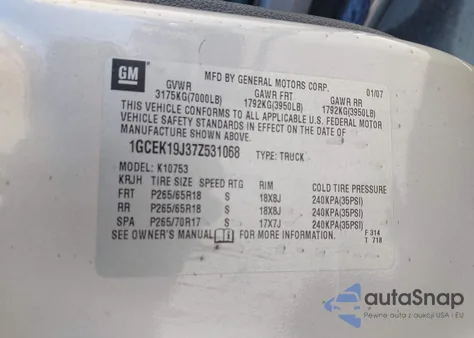 GM
MFD BY GENERAL MOTORS CORP. 01/07
GVWR GAWR FRT GAWR RR
3175KG(7000LB) 1792KG(3950LB) 1792KG(3950LB)
THIS VEHICLE CONFORMS TO ALL APPLICABLE U.S. FEDERAL MOTOR
VEHICLE SAFETY STANDARDS IN EFFECT ON THE DATE OF
MANUFACTURE SHOWN ABOVE.
1GCEK19J37Z531068 TYPE: TRUCK
MODEL: K10753
KRJH TIRE SIZE SPEED RTG RIM COLD TIRE PRESSURE
FRT P265/65R18 S 18X8J 240KPA(35PSI)
RR P265/65R18 S 18X8J 240KPA(35PSI)
SPA P265/70R17 S 17X7J 240KPA(35PSI)
SEE OWNER'S MANUAL FOR MORE INFORMATION.
F 314
T 718
autoSnap
Pewne auta z aukcji USA i EU